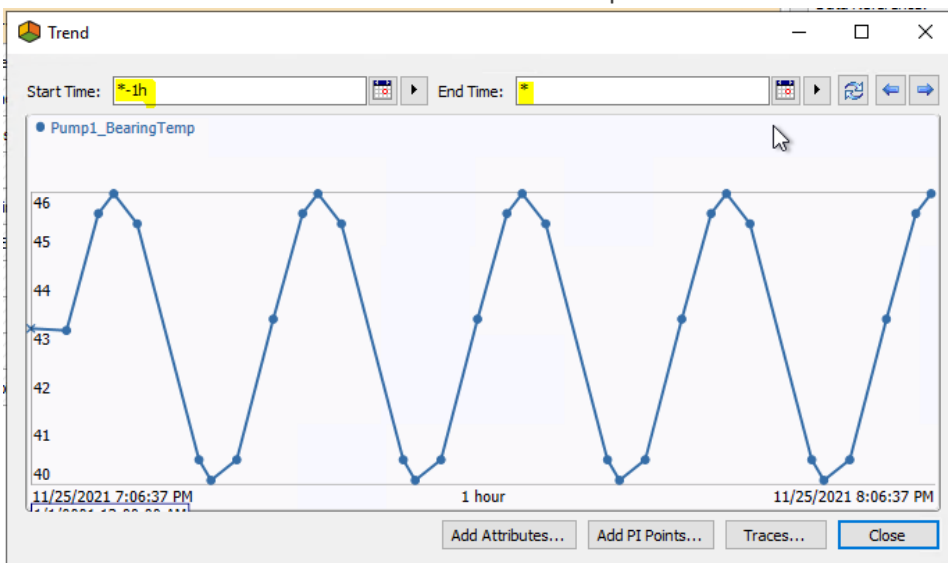 Trend
Start Time: *-1h End Time: *
Pump1_BearingTemp
46
45
44
43
42
41
40
11/25/2021 7:06:37 PM 1 hour 11/25/2021 8:06:37 PM
Add Attributes... Add PI Points... Traces... Close